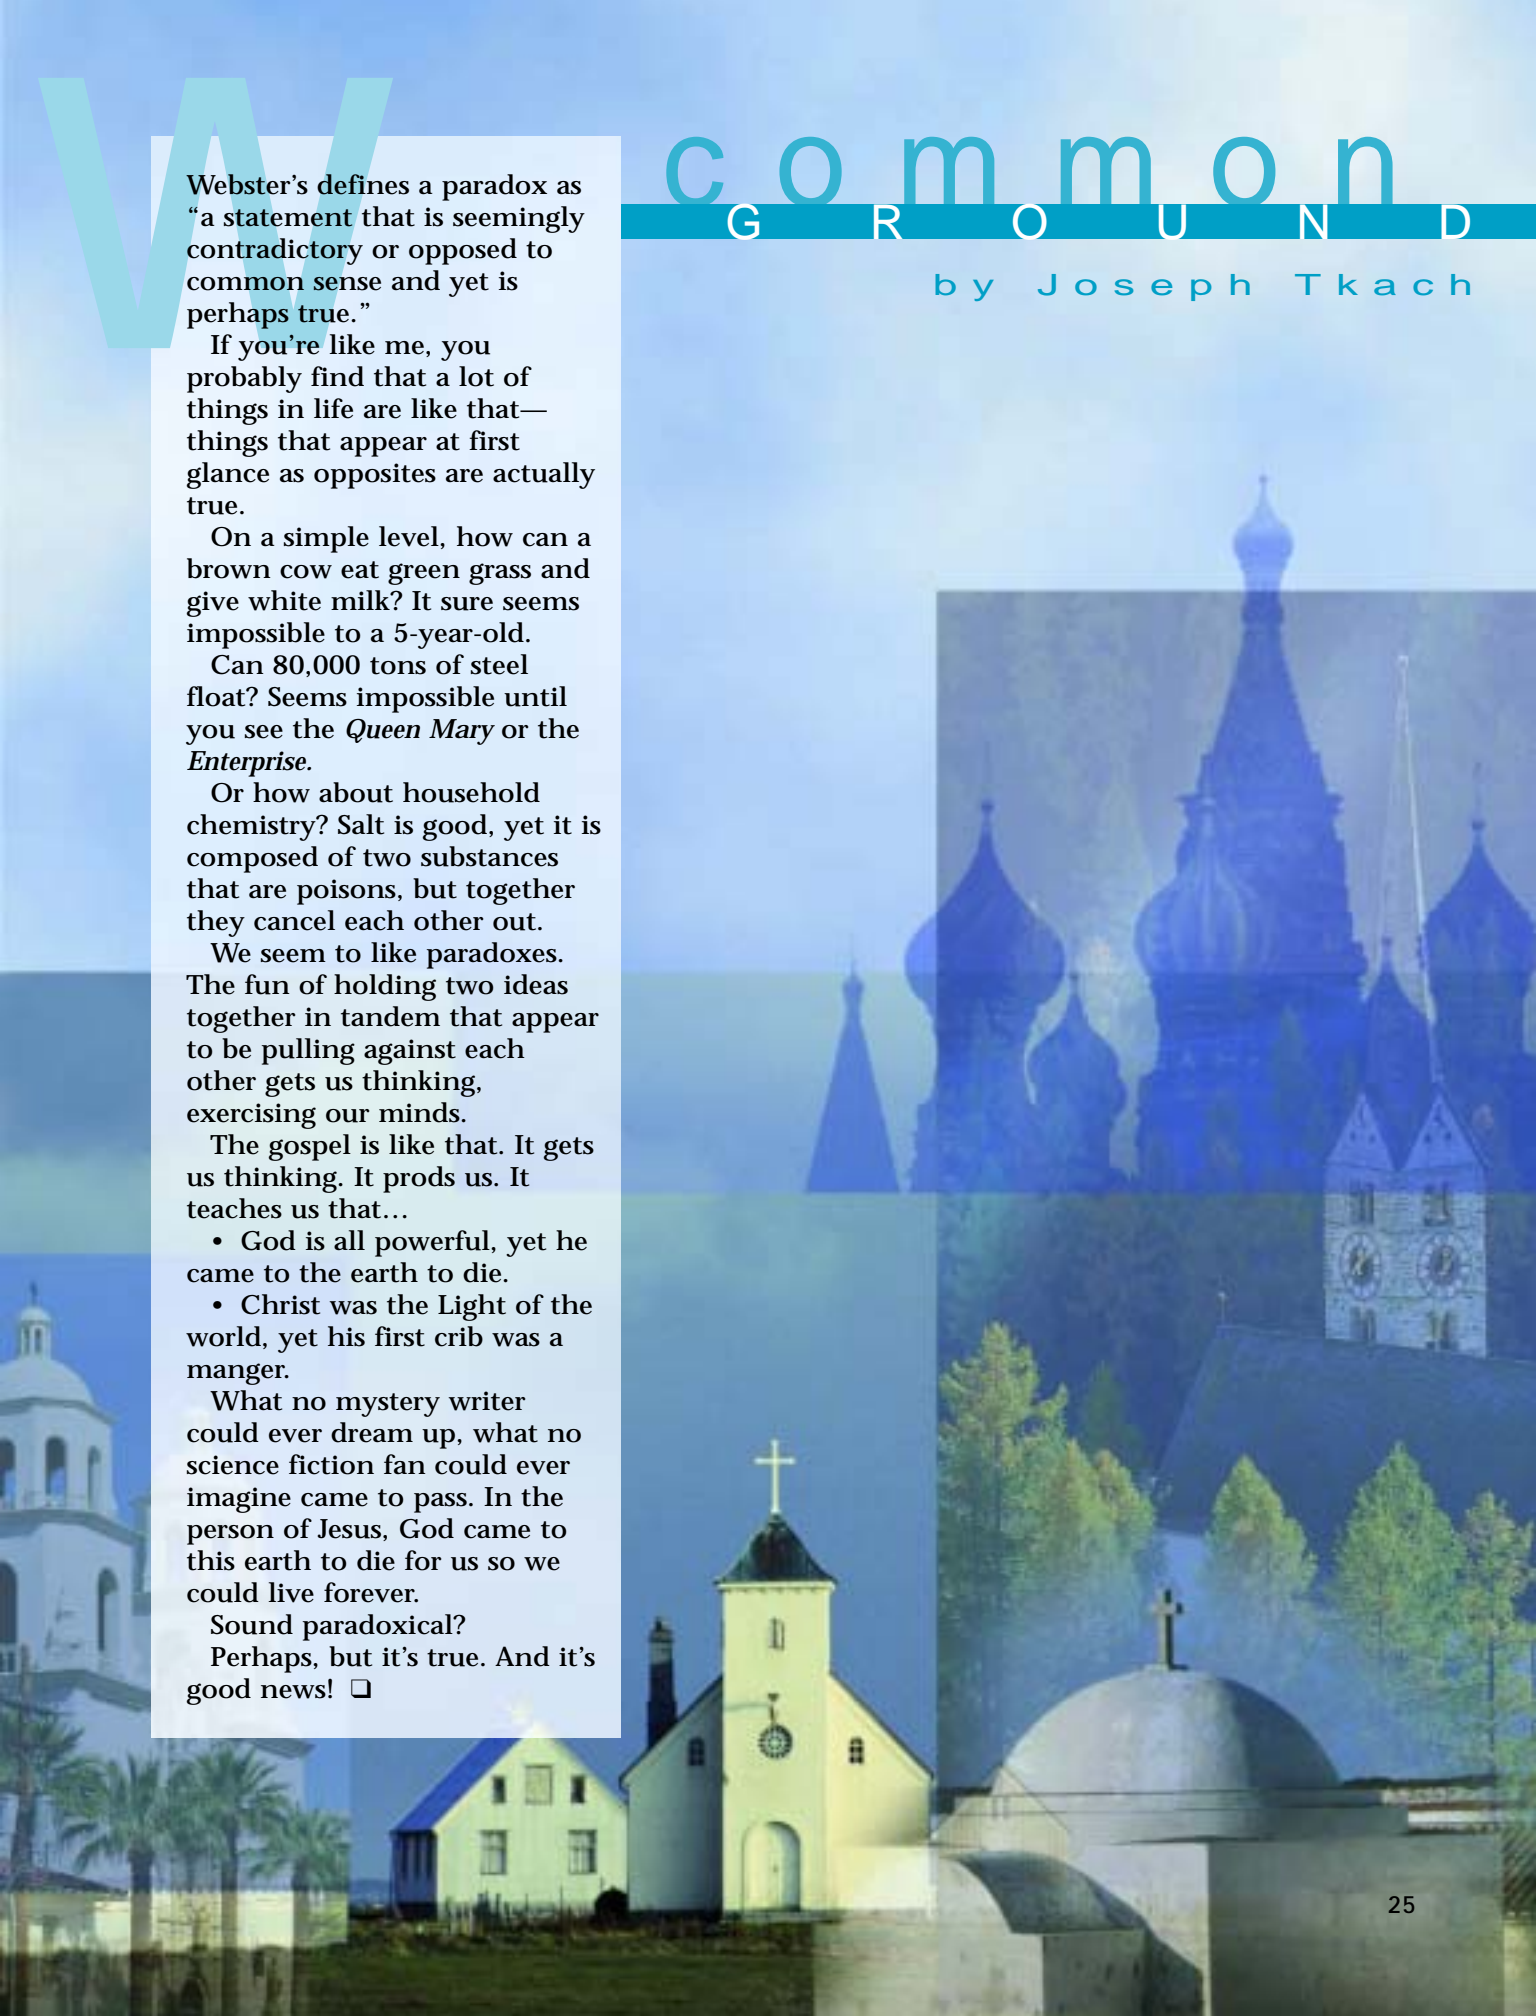 common
GROUND
by Joseph Tkach
W
Webster’s defines a paradox as
“a statement that is seemingly
contradictory or opposed to
common sense and yet is
perhaps true.”
If you’re like me, you
probably find that a lot of
things in life are like that—
things that appear at first
glance as opposites are actually
true.
On a simple level, how can a
brown cow eat green grass and
give white milk? It sure seems
impossible to a 5-year-old.
Can 80,000 tons of steel
float? Seems impossible until
you see the Queen Mary or the
Enterprise.
Or how about household
chemistry? Salt is good, yet it is
composed of two substances
that are poisons, but together
they cancel each other out.
We seem to like paradoxes.
The fun of holding two ideas
together in tandem that appear
to be pulling against each
other gets us thinking,
exercising our minds.
The gospel is like that. It gets
us thinking. It prods us. It
teaches us that…
• God is all powerful, yet he
came to the earth to die.
• Christ was the Light of the
world, yet his first crib was a
manger.
What no mystery writer
could ever dream up, what no
science fiction fan could ever
imagine came to pass. In the
person of Jesus, God came to
this earth to die for us so we
could live forever.
Sound paradoxical?
Perhaps, but it’s true. And it’s
good news! ❑
25